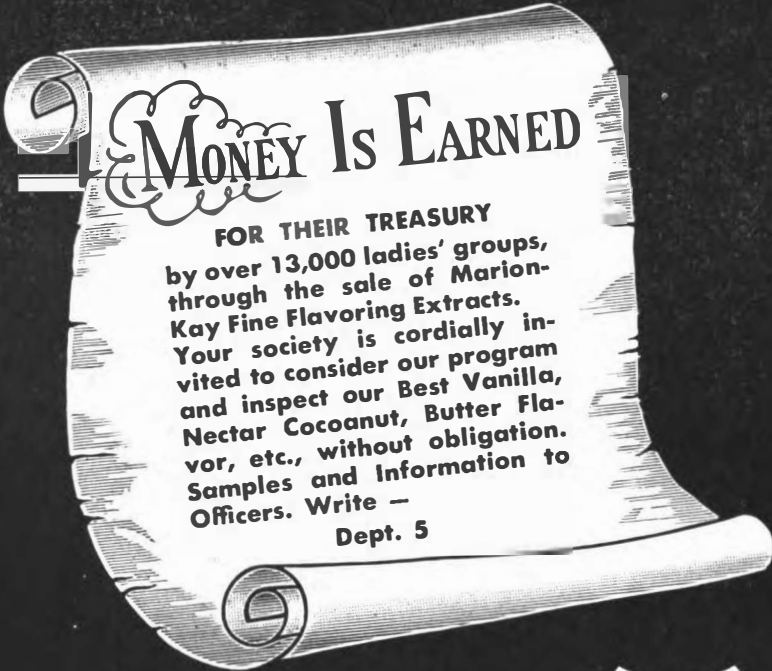 MONEY IS EARNED
FOR THEIR TREASURY
by over 13,000 ladies' groups,
through the sale of Marion-
Kay Fine Flavoring Extracts.
Your society is cordially in-
vited to consider our program
and inspect our Best Vanilla,
Nectar Cocoanut, Butter Fla-
vor, etc., without obligation.
Samples and Information to
Officers. Write —
Dept. 5